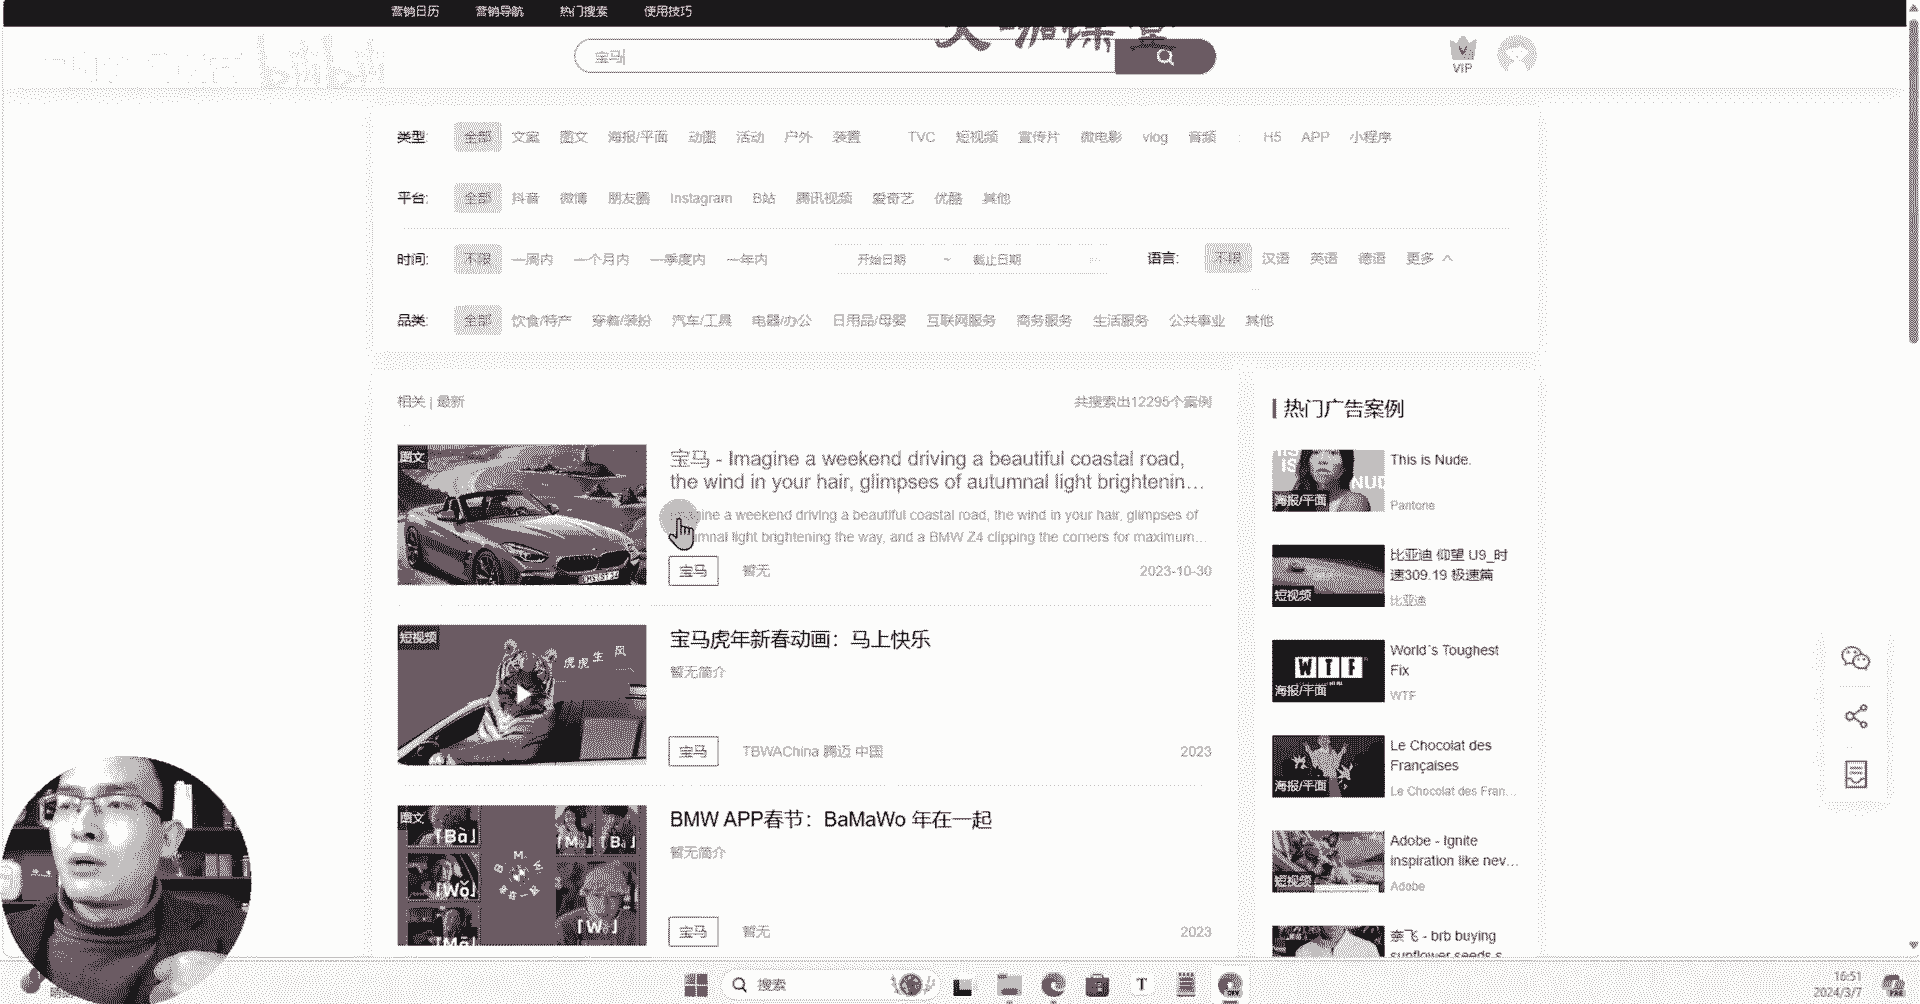 营销日历 营销导航 热门搜索 使用技巧
宝马
VIP
类型: 全部 文案 图文 海报/平面 动图 活动 户外 装置 TVC 短视频 宣传片 微电影 vlog 音频 H5 APP 小程序
平台: 全部 抖音 微博 朋友圈 Instagram B站 腾讯视频 爱奇艺 优酷 其他
时间: 不限 一周内 一个月内 一季度内 一年内 开始日期 ~ 截止日期 语言: 不限 汉语 英语 德语 更多
品类: 全部 饮食/特产 穿着/装扮 汽车/工具 电器/办公 日用品/母婴 互联网服务 商务服务 生活服务 公共事业 其他
相关 | 最新
共搜索出12295个案例
图文
宝马 - Imagine a weekend driving a beautiful coastal road,
the wind in your hair, glimpses of autumnal light brightenin...
a weekend driving a beautiful coastal road, the wind in your hair, glimpses of
light brightening the way, and a BMW Z4 clipping the corners for maximum...
宝马 暂无 2023-10-30
短视频
虎虎生风
宝马虎年新春动画：马上快乐
暂无简介
宝马 TBWAChina 腾迈 中国 2023
图文
「Bà」
「Wǒ」
BMW APP春节：BaMaWo 年在一起
暂无简介
宝马 暂无 2023
热门广告案例
海报/平面
This is Nude.
Pantone
短视频
比亚迪 仰望 U9_时
速309.19 极速篇
比亚迪
WTF
海报/平面
World`s Toughest
Fix
WTF
海报/平面
Le Chocolat des
Françaises
Le Chocolat des Fran...
短视频
Adobe - Ignite
inspiration like nev...
Adobe
奈飞 - brb buying
sunflower seeds s
搜索
16:51
2024/3/7